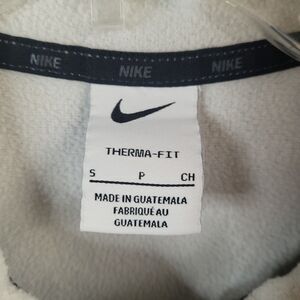 NIKE NIKE NIKE
THERMA-FIT
S P CH
MADE IN GUATEMALA
FABRIQUÉ AU
GUATEMALA